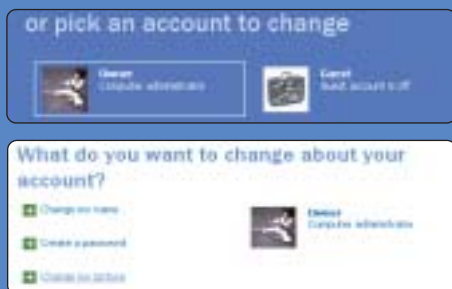 or pick an account to change
Owner
Computer administrator
Guest
Guest account is off
What do you want to change about your
account?
Change my name
Create a password
Change my picture
Owner
Computer administrator